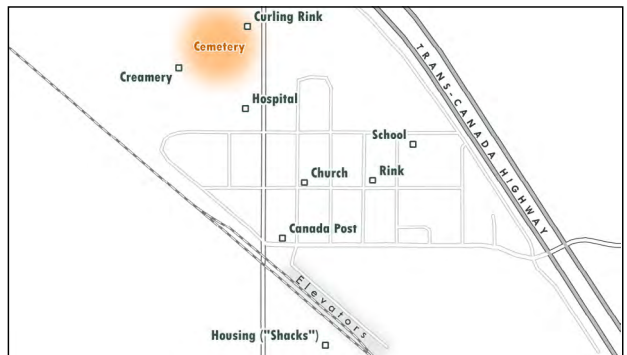 Curling Rink
Cemetery
Creamery
TRANS-CANADA HIGHWAY
Hospital
School
Church
Rink
Canada Post
Elevators
Housing ("Shacks")